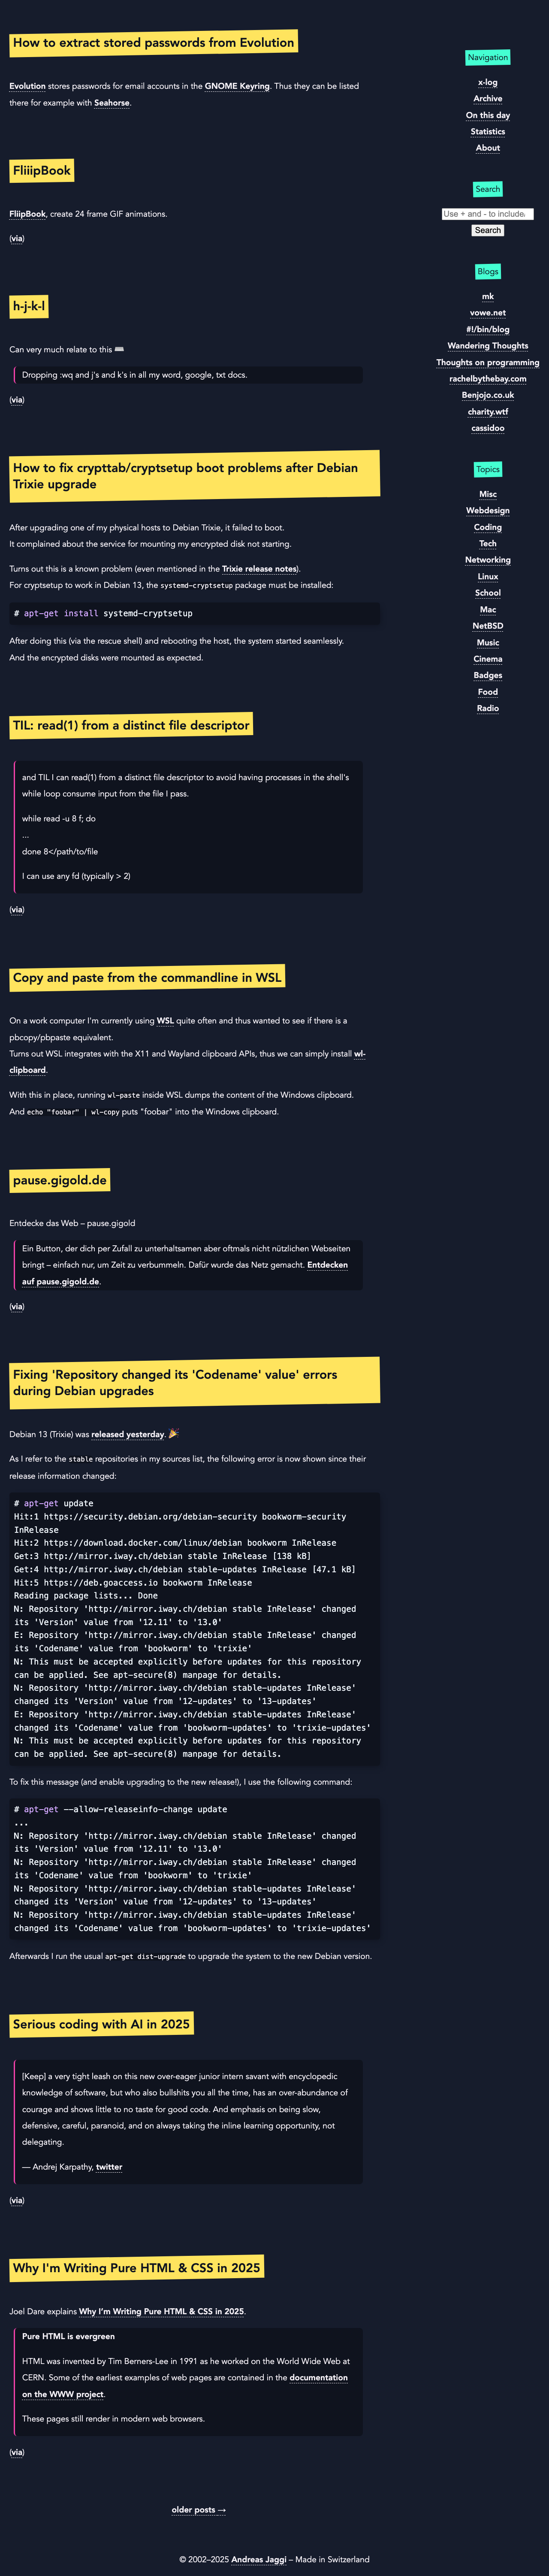 How to extract stored passwords from Evolution
Evolution stores passwords for email accounts in the GNOME Keyring. Thus they can be listed
there for example with Seahorse.
FliiipBook
FliipBook, create 24 frame GIF animations.
(via)
h-j-k-l
Can very much relate to this ⌨️
Dropping :wq and j's and k's in all my word, google, txt docs.
(via)
How to fix crypttab/cryptsetup boot problems after Debian
Trixie upgrade
After upgrading one of my physical hosts to Debian Trixie, it failed to boot.
It complained about the service for mounting my encrypted disk not starting.
Turns out this is a known problem (even mentioned in the Trixie release notes).
For cryptsetup to work in Debian 13, the systemd-cryptsetup package must be installed:
# apt-get install systemd-cryptsetup
After doing this (via the rescue shell) and rebooting the host, the system started seamlessly.
And the encrypted disks were mounted as expected.
TIL: read(1) from a distinct file descriptor
and TIL I can read(1) from a distinct file descriptor to avoid having processes in the shell's
while loop consume input from the file I pass.
while read -u 8 f; do
...
done 8</path/to/file
I can use any fd (typically > 2)
(via)
Copy and paste from the commandline in WSL
On a work computer I'm currently using WSL quite often and thus wanted to see if there is a
pbcopy/pbpaste equivalent.
Turns out WSL integrates with the X11 and Wayland clipboard APIs, thus we can simply install wl-
clipboard.
With this in place, running wl-paste inside WSL dumps the content of the Windows clipboard.
And echo "foobar" | wl-copy puts "foobar" into the Windows clipboard.
pause.gigold.de
Entdecke das Web – pause.gigold
Ein Button, der dich per Zufall zu unterhaltsamen aber oftmals nicht nützlichen Webseiten
bringt – einfach nur, um Zeit zu verbummeln. Dafür wurde das Netz gemacht. Entdecken
auf pause.gigold.de.
(via)
Fixing 'Repository changed its 'Codename' value' errors
during Debian upgrades
Debian 13 (Trixie) was released yesterday. 🎉
As I refer to the stable repositories in my sources list, the following error is now shown since their
release information changed:
# apt-get update
Hit:1 https://security.debian.org/debian-security bookworm-security
InRelease
Hit:2 https://download.docker.com/linux/debian bookworm InRelease
Get:3 http://mirror.iway.ch/debian stable InRelease [138 kB]
Get:4 http://mirror.iway.ch/debian stable-updates InRelease [47.1 kB]
Hit:5 https://deb.goaccess.io bookworm InRelease
Reading package lists... Done
N: Repository 'http://mirror.iway.ch/debian stable InRelease' changed
its 'Version' value from '12.11' to '13.0'
E: Repository 'http://mirror.iway.ch/debian stable InRelease' changed
its 'Codename' value from 'bookworm' to 'trixie'
N: This must be accepted explicitly before updates for this repository
can be applied. See apt-secure(8) manpage for details.
N: Repository 'http://mirror.iway.ch/debian stable-updates InRelease'
changed its 'Version' value from '12-updates' to '13-updates'
E: Repository 'http://mirror.iway.ch/debian stable-updates InRelease'
changed its 'Codename' value from 'bookworm-updates' to 'trixie-updates'
N: This must be accepted explicitly before updates for this repository
can be applied. See apt-secure(8) manpage for details.
To fix this message (and enable upgrading to the new release!), I use the following command:
# apt-get --allow-releaseinfo-change update
...
N: Repository 'http://mirror.iway.ch/debian stable InRelease' changed
its 'Version' value from '12.11' to '13.0'
N: Repository 'http://mirror.iway.ch/debian stable InRelease' changed
its 'Codename' value from 'bookworm' to 'trixie'
N: Repository 'http://mirror.iway.ch/debian stable-updates InRelease'
changed its 'Version' value from '12-updates' to '13-updates'
N: Repository 'http://mirror.iway.ch/debian stable-updates InRelease'
changed its 'Codename' value from 'bookworm-updates' to 'trixie-updates'
Afterwards I run the usual apt-get dist-upgrade to upgrade the system to the new Debian version.
Serious coding with AI in 2025
[Keep] a very tight leash on this new over-eager junior intern savant with encyclopedic
knowledge of software, but who also bullshits you all the time, has an over-abundance of
courage and shows little to no taste for good code. And emphasis on being slow,
defensive, careful, paranoid, and on always taking the inline learning opportunity, not
delegating.
— Andrej Karpathy, twitter
(via)
Why I'm Writing Pure HTML & CSS in 2025
Joel Dare explains Why I'm Writing Pure HTML & CSS in 2025.
Pure HTML is evergreen
HTML was invented by Tim Berners-Lee in 1991 as he worked on the World Wide Web at
CERN. Some of the earliest examples of web pages are contained in the documentation
on the WWW project.
These pages still render in modern web browsers.
(via)
older posts →
Navigation
x-log
Archive
On this day
Statistics
About
Search
Use + and - to include
Search
Blogs
mk
vowe.net
#!/bin/blog
Wandering Thoughts
Thoughts on programming
rachelbythebay.com
Benjojo.co.uk
charity.wtf
cassidoo
Topics
Misc
Webdesign
Coding
Tech
Networking
Linux
School
Mac
NetBSD
Music
Cinema
Badges
Food
Radio
© 2002–2025 Andreas Jaggi – Made in Switzerland